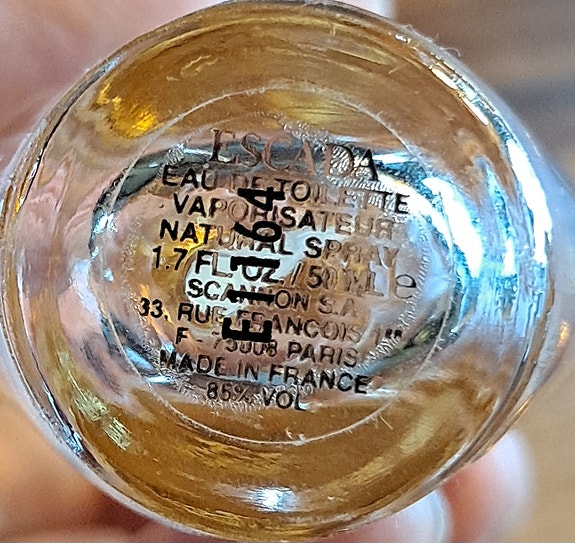 ESCADA
EAU DE TOILETTE
VAPORISATEUR
NATURAL SPRAY
1.7 FL. OZ. / 50 ML e
SCANNON S.A.
33, RUE FRANCOIS 1er
F - 75008 PARIS
MADE IN FRANCE
85% VOL